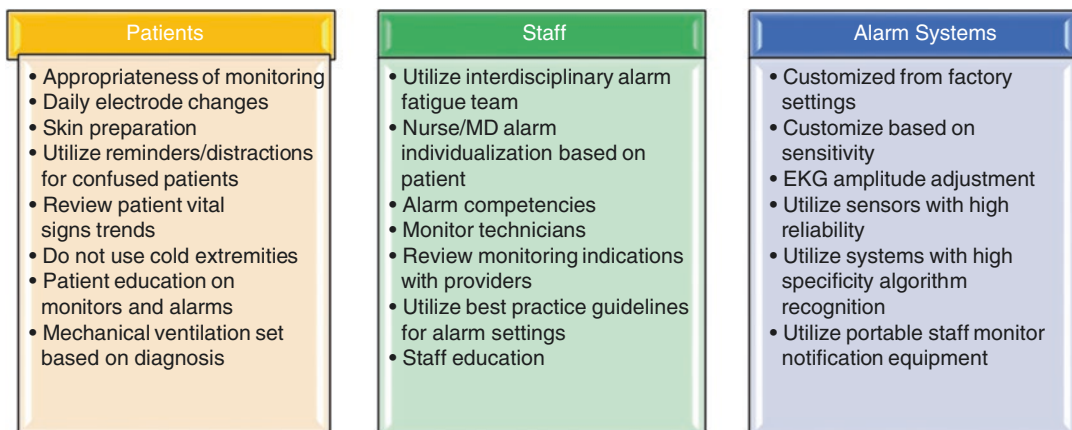 Patients
• Appropriateness of monitoring
• Daily electrode changes
• Skin preparation
• Utilize reminders/distractions
for confused patients
• Review patient vital
signs trends
• Do not use cold extremities
• Patient education on
monitors and alarms
• Mechanical ventilation set
based on diagnosis
Staff
• Utilize interdisciplinary alarm
fatigue team
• Nurse/MD alarm
individualization based on
patient
• Alarm competencies
• Monitor technicians
• Review monitoring indications
with providers
• Utilize best practice guidelines
for alarm settings
• Staff education
Alarm Systems
• Customized from factory
settings
• Customize based on
sensitivity
• EKG amplitude adjustment
• Utilize sensors with high
reliability
• Utilize systems with high
specificity algorithm
recognition
• Utilize portable staff monitor
notification equipment